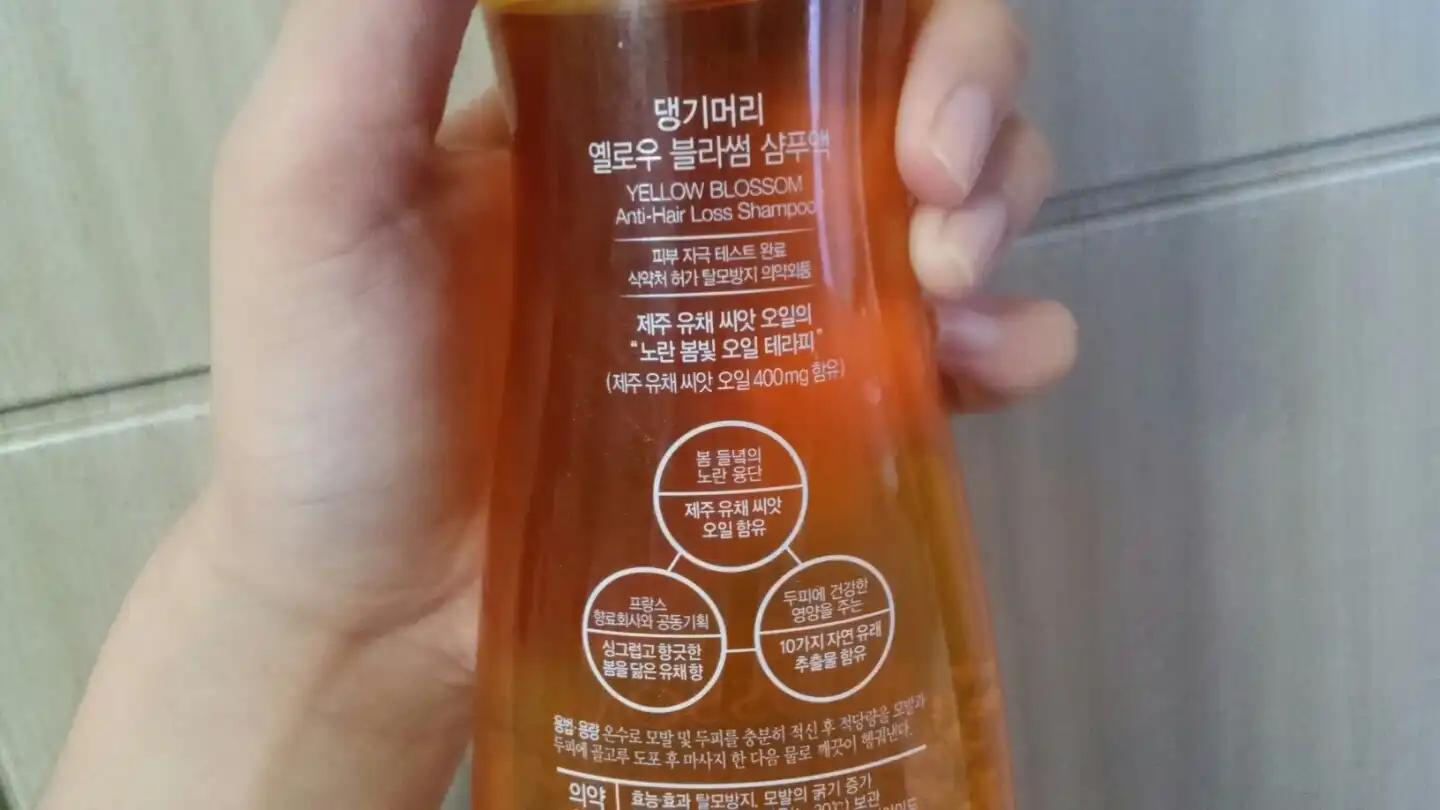 댕기머리
옐로우 블라썸 샴푸액
YELLOW BLOSSOM
Anti-Hair Loss Shampoo
피부 자극 테스트 완료
식약처 허가 탈모방지 의약외품
제주 유채 씨앗 오일의
“노란 봄빛 오일 테라피”
(제주 유채 씨앗 오일 400mg 함유)
봄 들녘의
노란 융단
제주 유채 씨앗
오일 함유
프랑스
향료회사와 공동기획
싱그럽고 향긋한
봄을 닮은 유채 향
두피에 건강한
영양을 주는
10가지 자연 유래
추출물 함유
용법·용량 온수로 모발 및 두피를 충분히 적신 후 적당량을 모발과
두피에 골고루 도포 후 마사지 한 다음 물로 깨끗이 헹궈낸다.
의약
효능·효과 탈모방지, 모발의 굵기 증가
보관